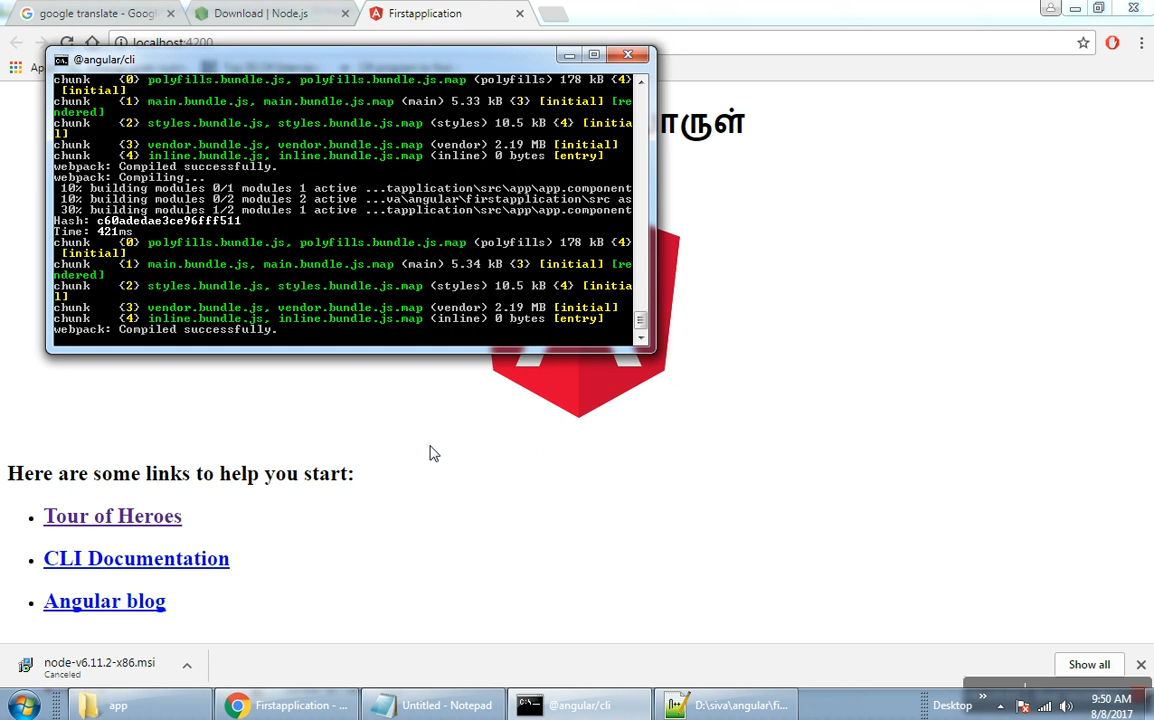 google translate - Googl
Download | Node.js
Firstapplication
localhost:4200
@angular/cli
chunk {0} polyfills.bundle.js, polyfills.bundle.js.map (polyfills) 178 kB {4}
[initial]
chunk {1} main.bundle.js, main.bundle.js.map (main) 5.33 kB {3} [initial] [re
ndered]
chunk {2} styles.bundle.js, styles.bundle.js.map (styles) 10.5 kB {4} [initia
l]
chunk {3} vendor.bundle.js, vendor.bundle.js.map (vendor) 2.19 MB [initial]
chunk {4} inline.bundle.js, inline.bundle.js.map (inline) 0 bytes [entry]
webpack: Compiled successfully.
webpack: Compiling...
10% building modules 0/1 modules 1 active ...tapplication\src\app\app.component
10% building modules 0/2 modules 2 active ...va\angular\firstapplication\src as
30% building modules 1/2 modules 1 active ...tapplication\src\app\app.component
Hash: c60adedae3ce96fff511
Time: 421ms
chunk {0} polyfills.bundle.js, polyfills.bundle.js.map (polyfills) 178 kB {4}
[initial]
chunk {1} main.bundle.js, main.bundle.js.map (main) 5.34 kB {3} [initial] [re
ndered]
chunk {2} styles.bundle.js, styles.bundle.js.map (styles) 10.5 kB {4} [initia
l]
chunk {3} vendor.bundle.js, vendor.bundle.js.map (vendor) 2.19 MB [initial]
chunk {4} inline.bundle.js, inline.bundle.js.map (inline) 0 bytes [entry]
webpack: Compiled successfully.
Here are some links to help you start:
Tour of Heroes
CLI Documentation
Angular blog
node-v6.11.2-x86.msi
Canceled
Show all
app
Firstapplication - ...
Untitled - Notepad
@angular/cli
D:\siva\angular\fi...
Desktop
9:50 AM
8/8/2017